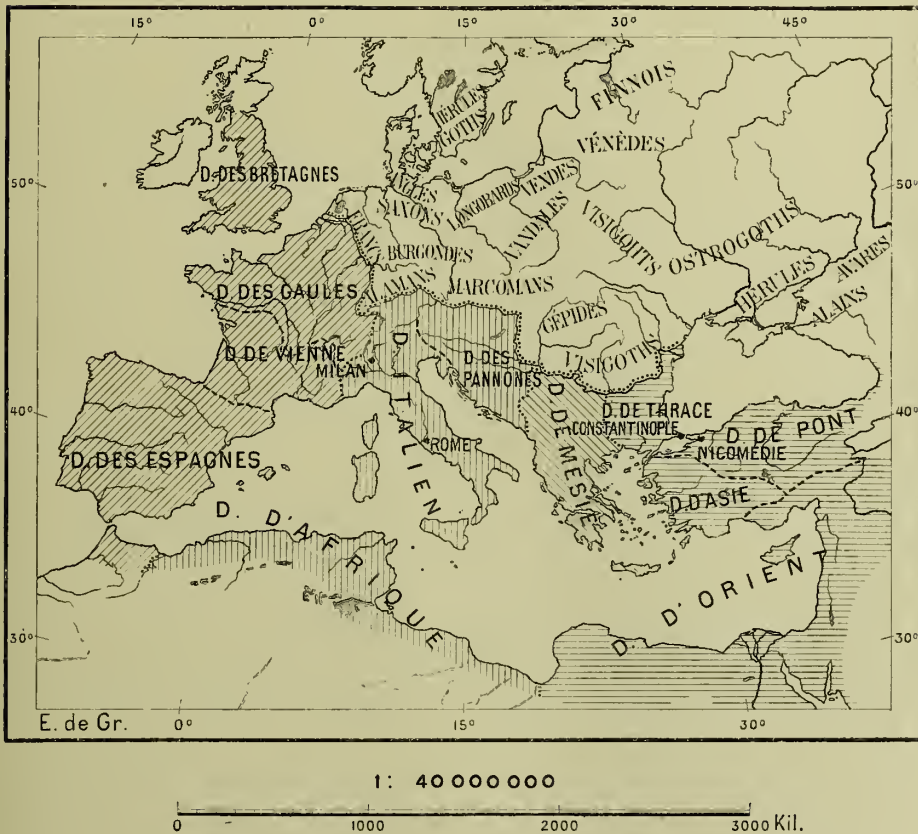 15° 0° 15° 30° 45°
FENNOIS
HÉRULES
GOTHS
VÉNÈDES
50° D. DES BRETAGNES 50°
ANGLES
SAXONS
LONGOBARDS
VENDES
VANDALES
VISIGOTHS
OSTROGOTHS
FRANCS
BURGONDES
AVARES
HÉRULES
ALAINS
ALAMANS
MARCOMANS
D. DES GAULES
GÉPIDES
D. DE VIENNE
MILAN
D. DES
PANNONES
VISIGOTHS
D. ITALIEN
D. DE MÉSIE
40° 40°
D. DE THRACE
CONSTANTINOPLE
D. DE PONT
NICOMÉDIE
ROME
D. DES ESPAGNES
D. D'ASIE
D. D'AFRIQUE
D. D'ORIENT
30° 30°
E. de Gr. 0° 15° 30°
1: 40 000 000
0 1000 2000 3000 Kil.